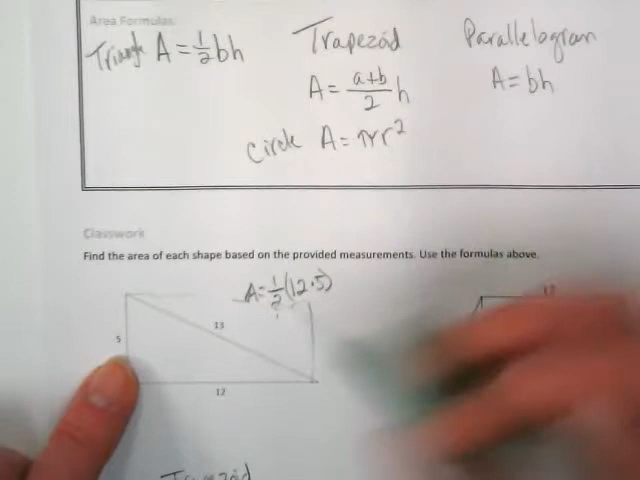 Area Formulas
Triangle A = 1/2 bh
Trapezoid
A = a+b/2 h
Parallelogram
A = bh
Circle A = πr²
Classwork
Find the area of each shape based on the provided measurements. Use the formulas above.
A = 1/2 (12·5)
13
5
12
Trapezoid